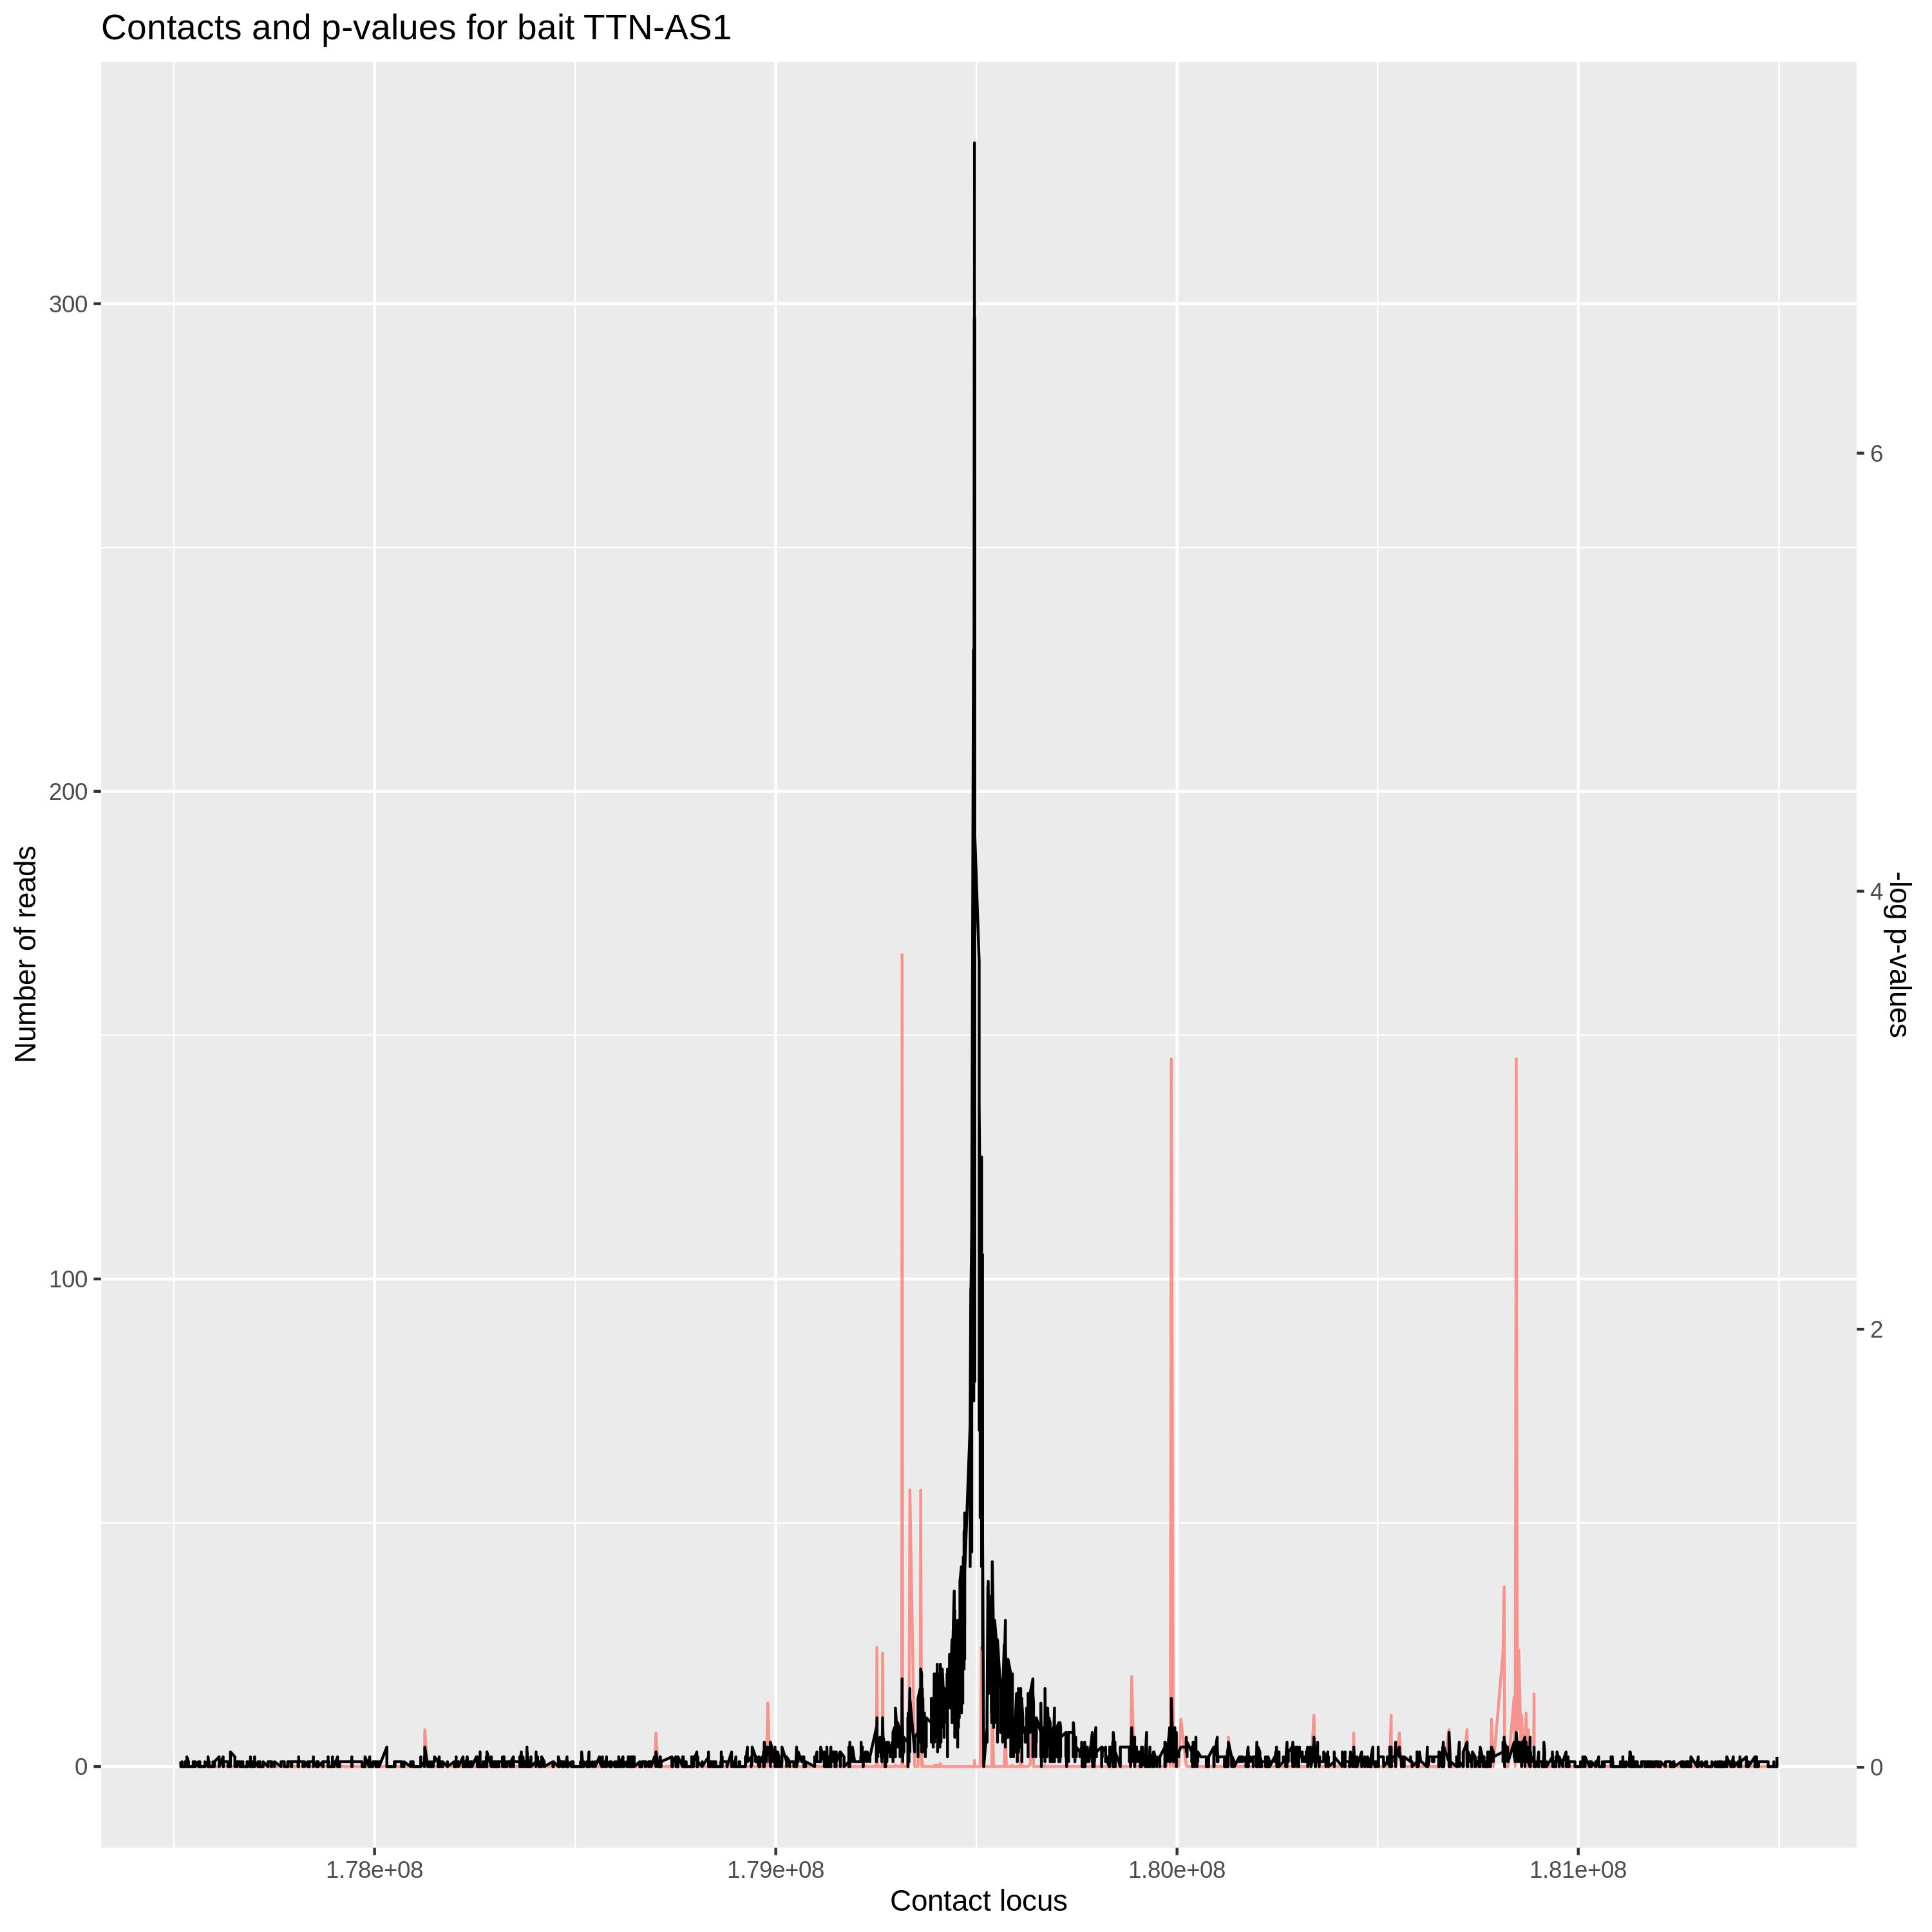 Contacts and p-values for bait TTN-AS1
300
200
100
0
6
4
2
0
Number of reads
-log p-values
1.78e+08
1.79e+08
1.80e+08
1.81e+08
Contact locus